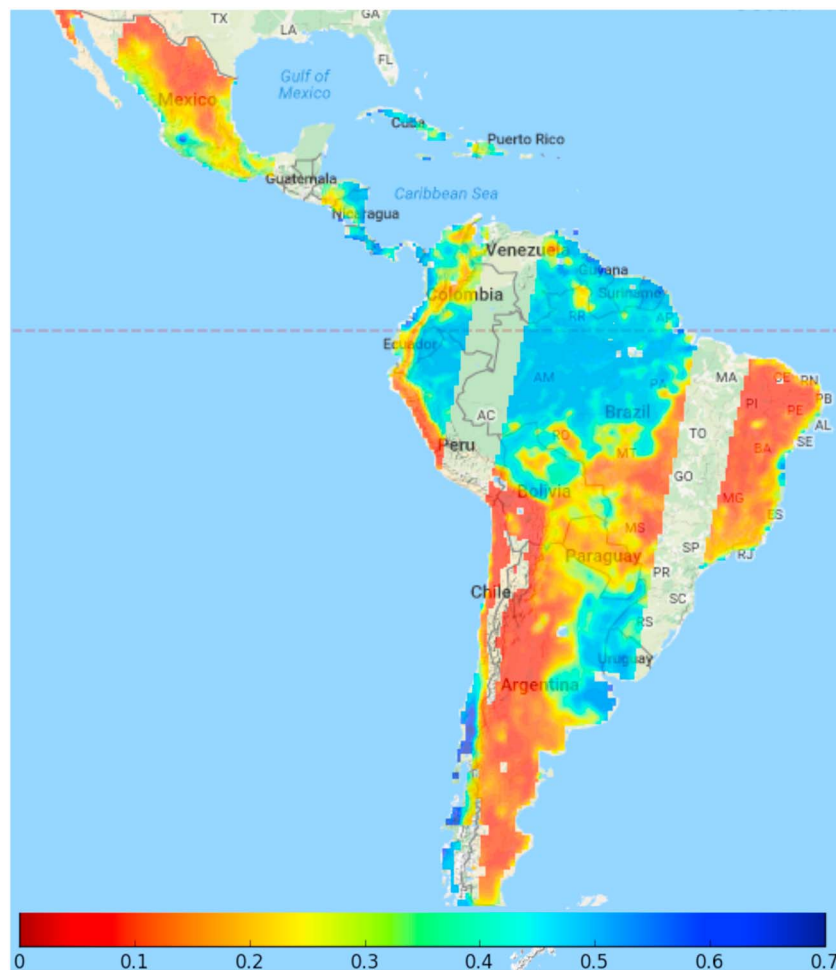 TX
LA
GA
FL
Gulf of
Mexico
Mexico
Cuba
Puerto Rico
Guatemala
Caribbean Sea
Nicaragua
Venezuela
Guyana
Colombia
Suriname
RR
AP
Ecuador
AM
PA
MA
CE
RN
PI
PB
PE
AC
Brazil
AL
TO
SE
Peru
RO
MT
BA
GO
Bolivia
MG
MS
ES
SP
RJ
Paraguay
PR
Chile
SC
RS
Uruguay
Argentina
0 0.1 0.2 0.3 0.4 0.5 0.6 0.7